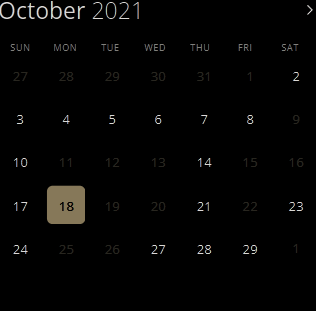 October 2021 >
SUN MON TUE WED THU FRI SAT
27 28 29 30 31 1 2
3 4 5 6 7 8 9
10 11 12 13 14 15 16
17 18 19 20 21 22 23
24 25 26 27 28 29 1